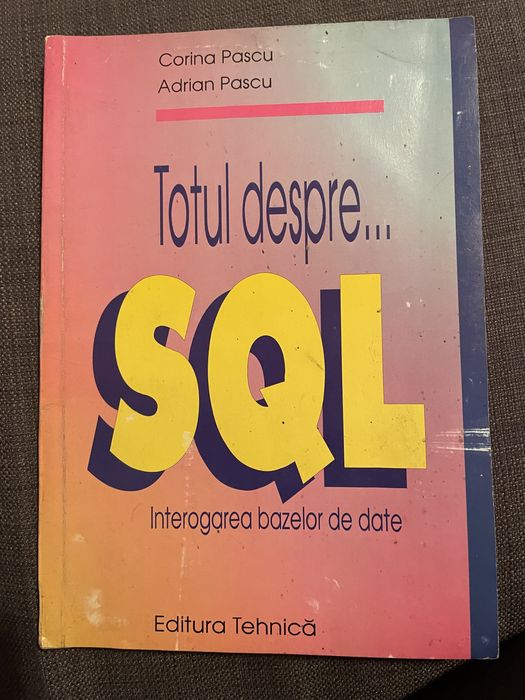 Corina Pascu
Adrian Pascu
Totul despre...
SQL
Interogarea bazelor de date
Editura Tehnică